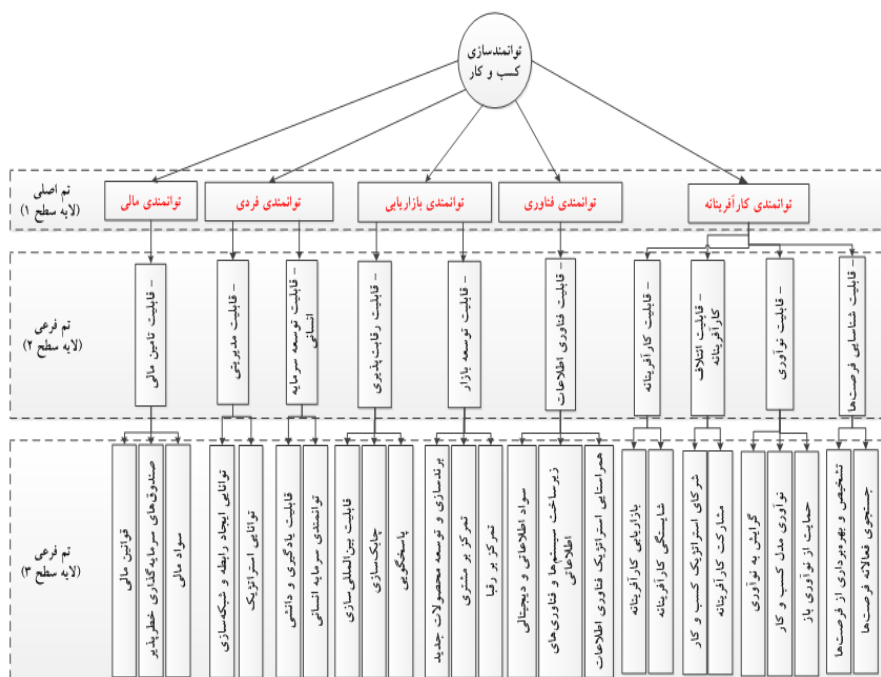 توانمندسازی
کسب و کار
تم اصلی
(لایه سطح ۱)
توانمندی کارآفرینانه
توانمندی فناوری
توانمندی بازاریابی
توانمندی فردی
توانمندی مالی
تم فرعی
(لایه سطح ۲)
– قابلیت شناسایی فرصت‌ها
– قابلیت نوآوری
– قابلیت ائتلاف
کارآفرینانه
– قابلیت کارآفرینانه
– قابلیت فناوری اطلاعات
– قابلیت توسعه بازار
– قابلیت رقابت‌پذیری
– قابلیت توسعه سرمایه
انسانی
– قابلیت مدیریتی
– قابلیت تامین مالی
تم فرعی
(لایه سطح ۳)
جستجوی فعالانه فرصت‌ها
تشخیص و بهره‌برداری از فرصت‌ها
حمایت از نوآوری باز
نوآوری مدل کسب و کار
گرایش به نوآوری
مشارکت کارآفرینانه
شرکای استراتژیک کسب و کار
شایستگی کارآفرینانه
بازاریابی کارآفرینانه
همراستایی استراتژیک فناوری اطلاعات
زیرساخت سیستم‌ها و فناوری‌های
اطلاعاتی
سواد اطلاعاتی و دیجیتالی
تمرکز بر رقبا
تمرکز بر مشتری
برندسازی و توسعه محصولات جدید
پاسخگویی
چابک‌سازی
قابلیت بین‌المللی‌سازی
توانمندی سرمایه انسانی
قابلیت یادگیری و دانشی
توانایی استراتژیک
توانایی ایجاد رابطه و شبکه‌سازی
سواد مالی
صندوق‌های سرمایه‌گذاری خطرپذیر
قوانین مالی